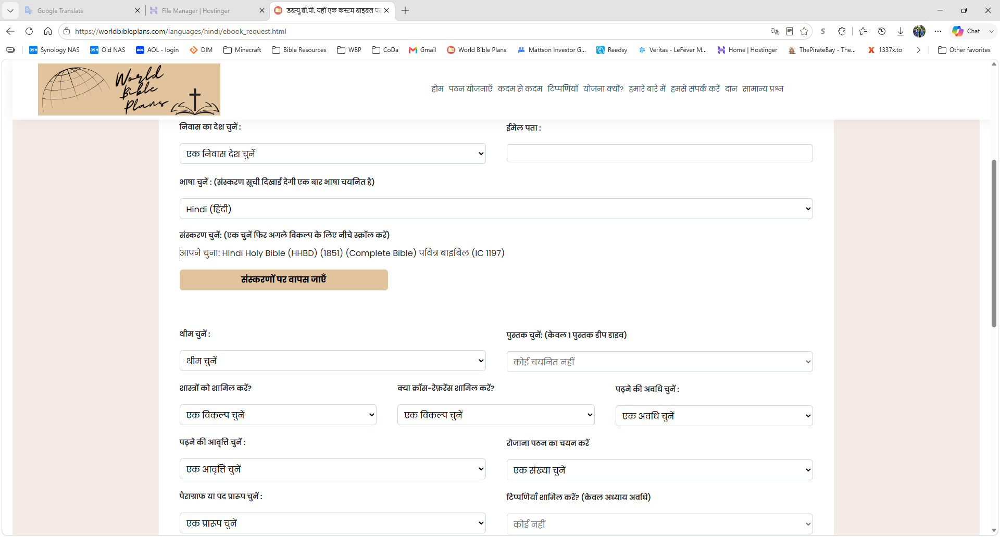 Google Translate
File Manager | Hostinger
डब्ल्यू.बी.पी. यहाँ एक कस्टम बाइबल
https://worldbibleplans.com/languages/hindi/ebook_request.html
Chat
Synology NAS
Old NAS
AOL - login
DIM
Minecraft
Bible Resources
WBP
CoDa
Gmail
World Bible Plans
Mattson Investor G...
Reedsy
Veritas - LeFever M...
Home | Hostinger
ThePirateBay - The...
1337x.to
Other favorites
World
Bible
Plans
होम पठन योजनाएँ कदम से कदम टिप्पणियाँ योजना क्यों? हमारे बारे में हमसे संपर्क करें दान सामान्य प्रश्न
निवास का देश चुनें :
ईमेल पता :
एक निवास देश चुनें
भाषा चुनें : (संस्करण सूची दिखाई देगी एक बार भाषा चयनित है)
Hindi (हिंदी)
संस्करण चुनें: (एक चुनें फिर अगले विकल्प के लिए नीचे स्क्रॉल करें)
आपने चुना: Hindi Holy Bible (HHBD) (1851) (Complete Bible) पवित्र बाइबिल (IC 1197)
संस्करणों पर वापस जाएँ
थीम चुनें :
पुस्तक चुनें: (केवल 1 पुस्तक डीप डाइव)
थीम चुनें
कोई चयनित नहीं
शास्त्रों को शामिल करें?
क्या क्रॉस-रेफ़रेंस शामिल करें?
पढ़ने की अवधि चुनें :
एक विकल्प चुनें
एक विकल्प चुनें
एक अवधि चुनें
पढ़ने की आवृत्ति चुनें :
रोजाना पठन का चयन करें
एक आवृत्ति चुनें
एक संख्या चुनें
पैराग्राफ या पद प्रारूप चुनें :
टिप्पणियाँ शामिल करें? (केवल अध्याय अवधि)
एक प्रारूप चुनें
कोई नहीं